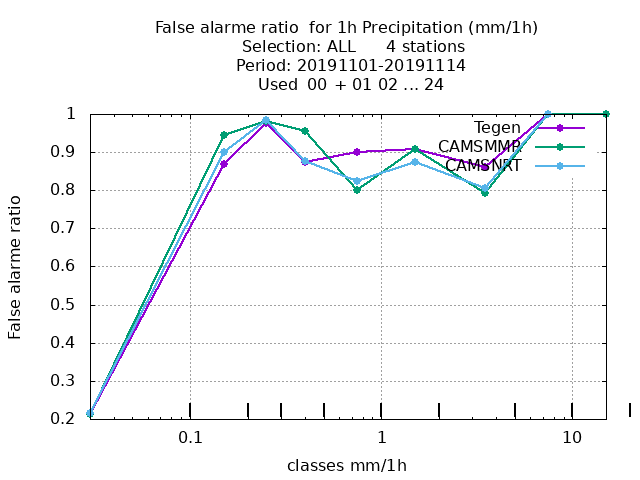 False alarme ratio  for 1h Precipitation (mm/1h)
Selection: ALL      4 stations
Period: 20191101-20191114
Used  00  + 01 02 ... 24
1
0.9
0.8
0.7
0.6
0.5
0.4
0.3
0.2
False alarme ratio
Tegen
CAMSMMR
CAMSNRT
0.1
1
10
classes mm/1h